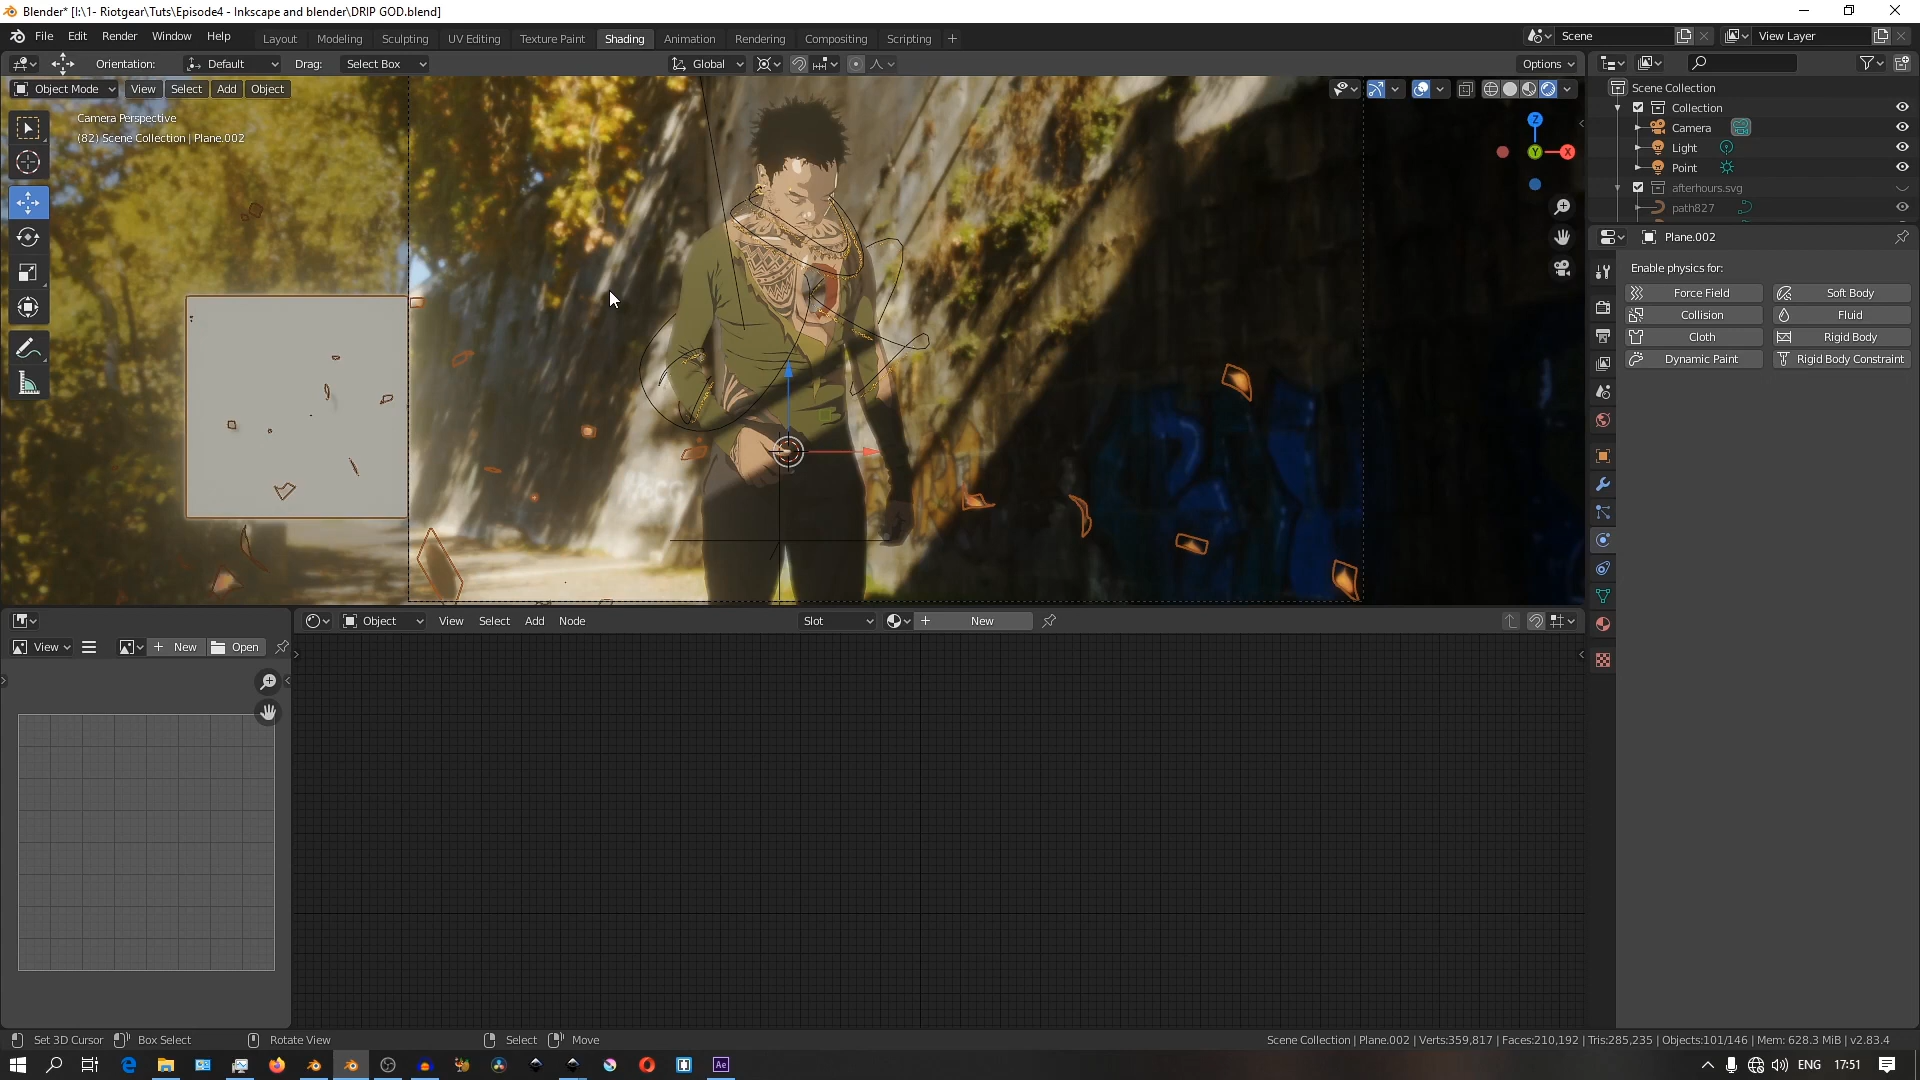 Blender* [I:\1- Riotgear\Tuts\Episode4 - Inkscape and blender\DRIP GOD.blend]
File Edit Render Window Help Layout Modeling Sculpting UV Editing Texture Paint Shading Animation Rendering Compositing Scripting + Scene View Layer
Orientation: Default Drag: Select Box Global Options
Object Mode View Select Add Object
Camera Perspective
(82) Scene Collection | Plane.002
Z
Y
X
Scene Collection
Collection
Camera
Light
Point
afterhours.svg
path827
Plane.002
Enable physics for:
Force Field Soft Body
Collision Fluid
Cloth Rigid Body
Dynamic Paint Rigid Body Constraint
Object View Select Add Node Slot + New
View + New Open
Set 3D Cursor Box Select Rotate View Select Move
Scene Collection | Plane.002 | Verts:359,817 | Faces:210,192 | Tris:285,235 | Objects:101/146 | Mem: 628.3 MiB | v2.83.4
Ae ENG 17:51